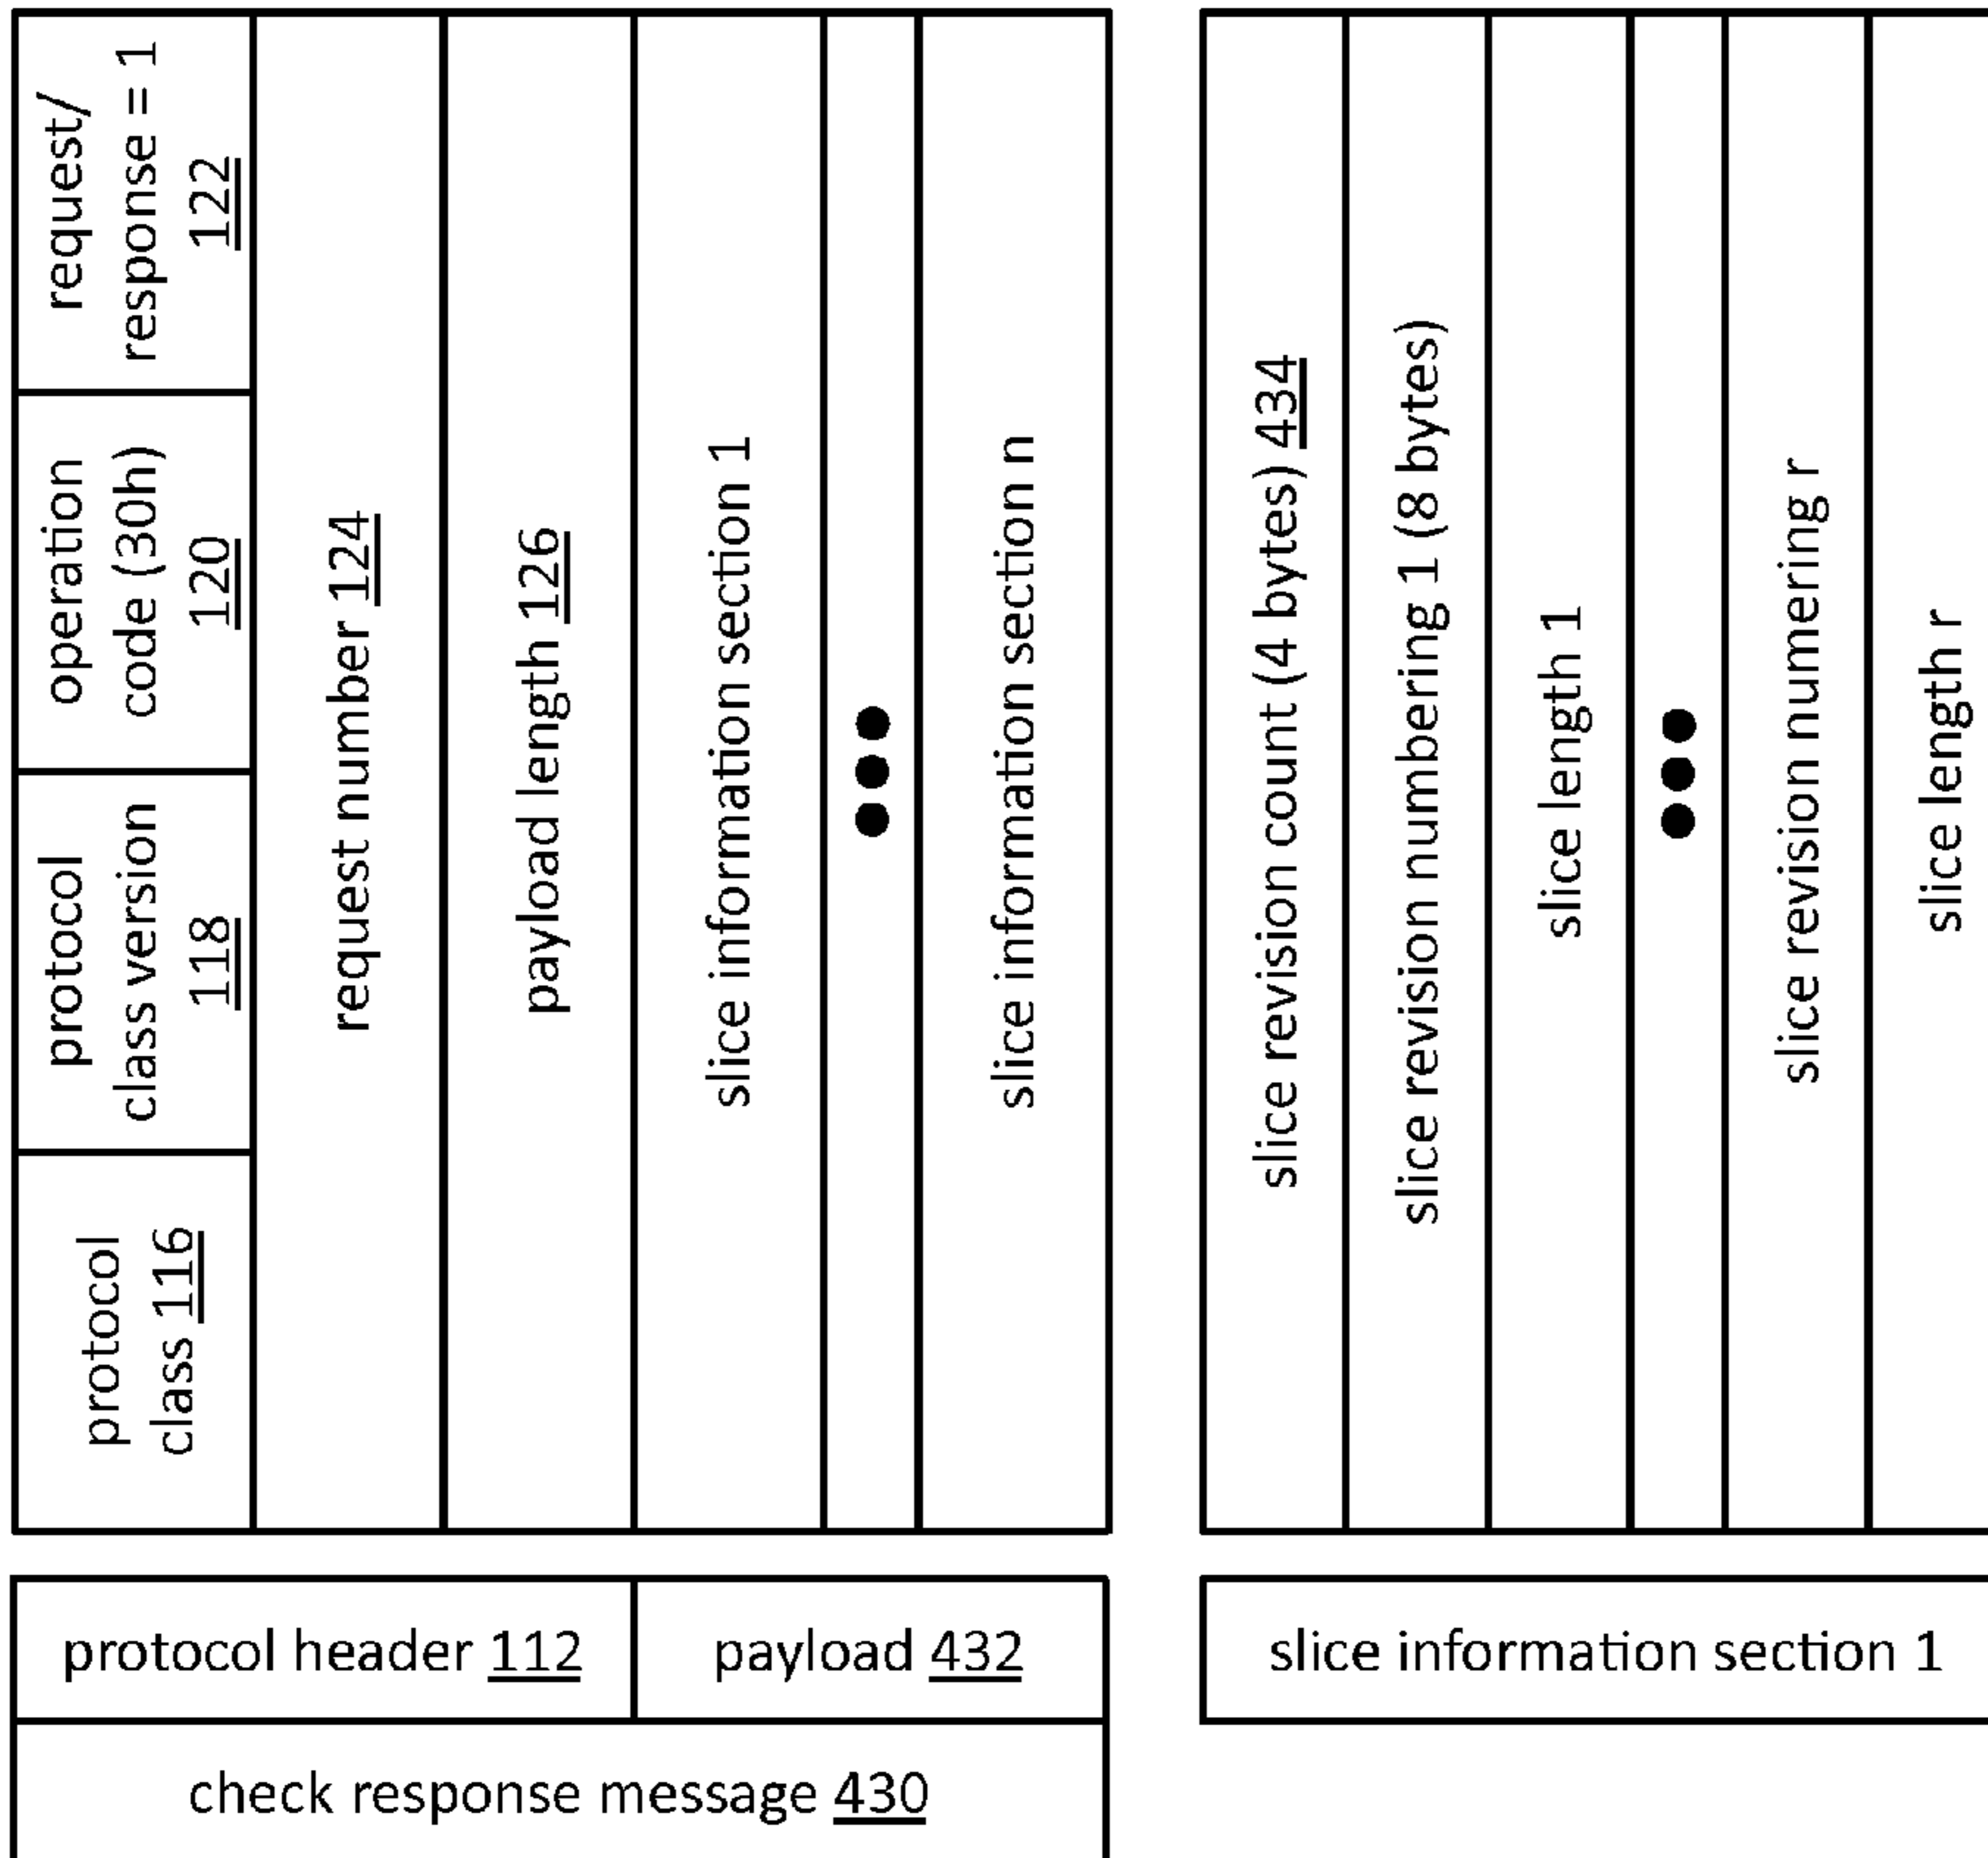 protocol
class 116
protocol
class version
118
operation
code (30h)
120
request/
response = 1
122
request number 124
payload length 126
slice information section 1
slice information section n
protocol header 112
payload 432
check response message 430
slice revision count (4 bytes) 434
slice revision numbering 1 (8 bytes)
slice length 1
slice revision numering r
slice length r
slice information section 1